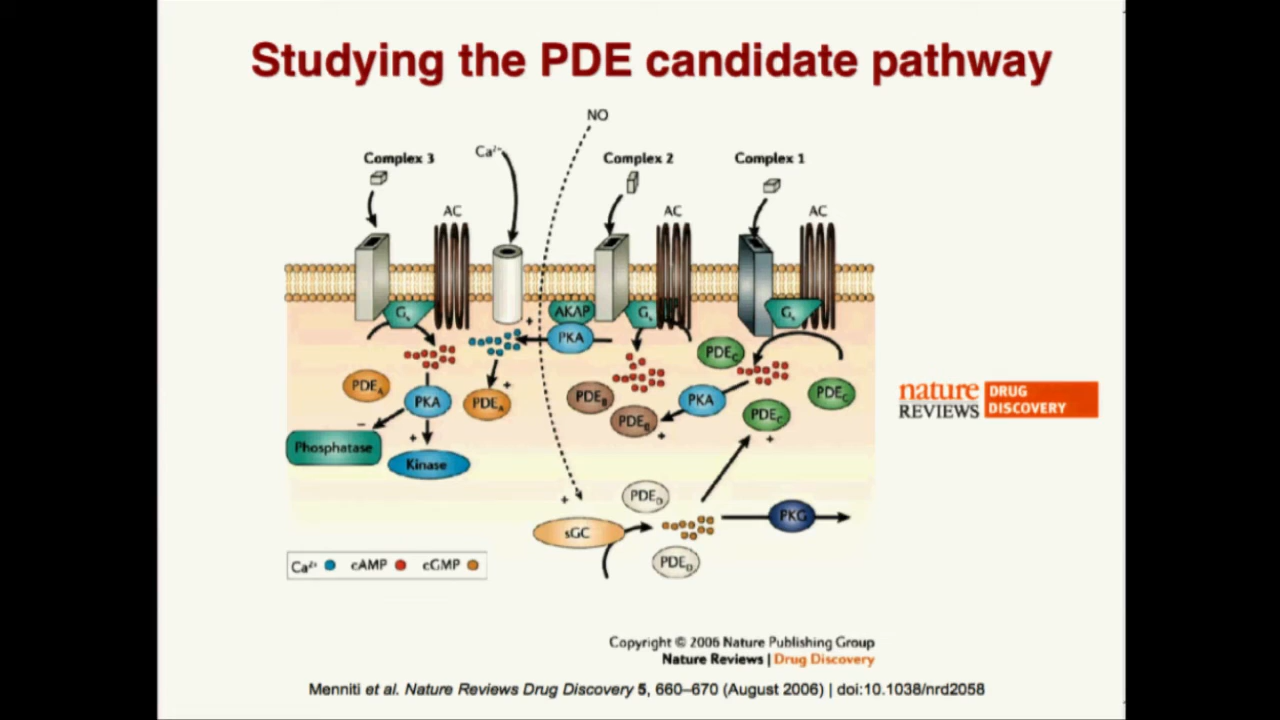 Studying the PDE candidate pathway
NO
Complex 3
Ca²⁺
Complex 2
Complex 1
AC
AC
AC
Gs
AKAP
Gs
Gs
+
PKA
PDEC
PDEA
PKA
PDEA
+
PDEB
PDEB
+
PKA
PDEC
+
PDEC
–
+
Phosphatase
Kinase
nature
REVIEWS
DRUG
DISCOVERY
+
PDED
sGC
PKG
PDED
Ca²⁺ cAMP cGMP
Copyright © 2006 Nature Publishing Group
Nature Reviews | Drug Discovery
Menniti et al. Nature Reviews Drug Discovery 5, 660–670 (August 2006) | doi:10.1038/nrd2058